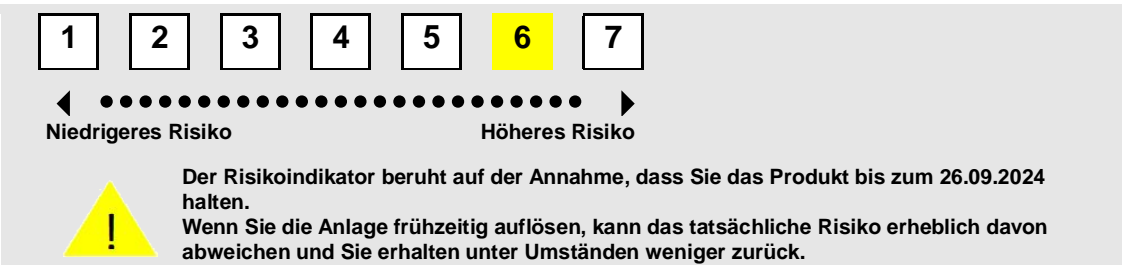 1 2 3 4 5 6 7
Niedrigeres Risiko Höheres Risiko
Der Risikoindikator beruht auf der Annahme, dass Sie das Produkt bis zum 26.09.2024
halten.
Wenn Sie die Anlage frühzeitig auflösen, kann das tatsächliche Risiko erheblich davon
abweichen und Sie erhalten unter Umständen weniger zurück.
!